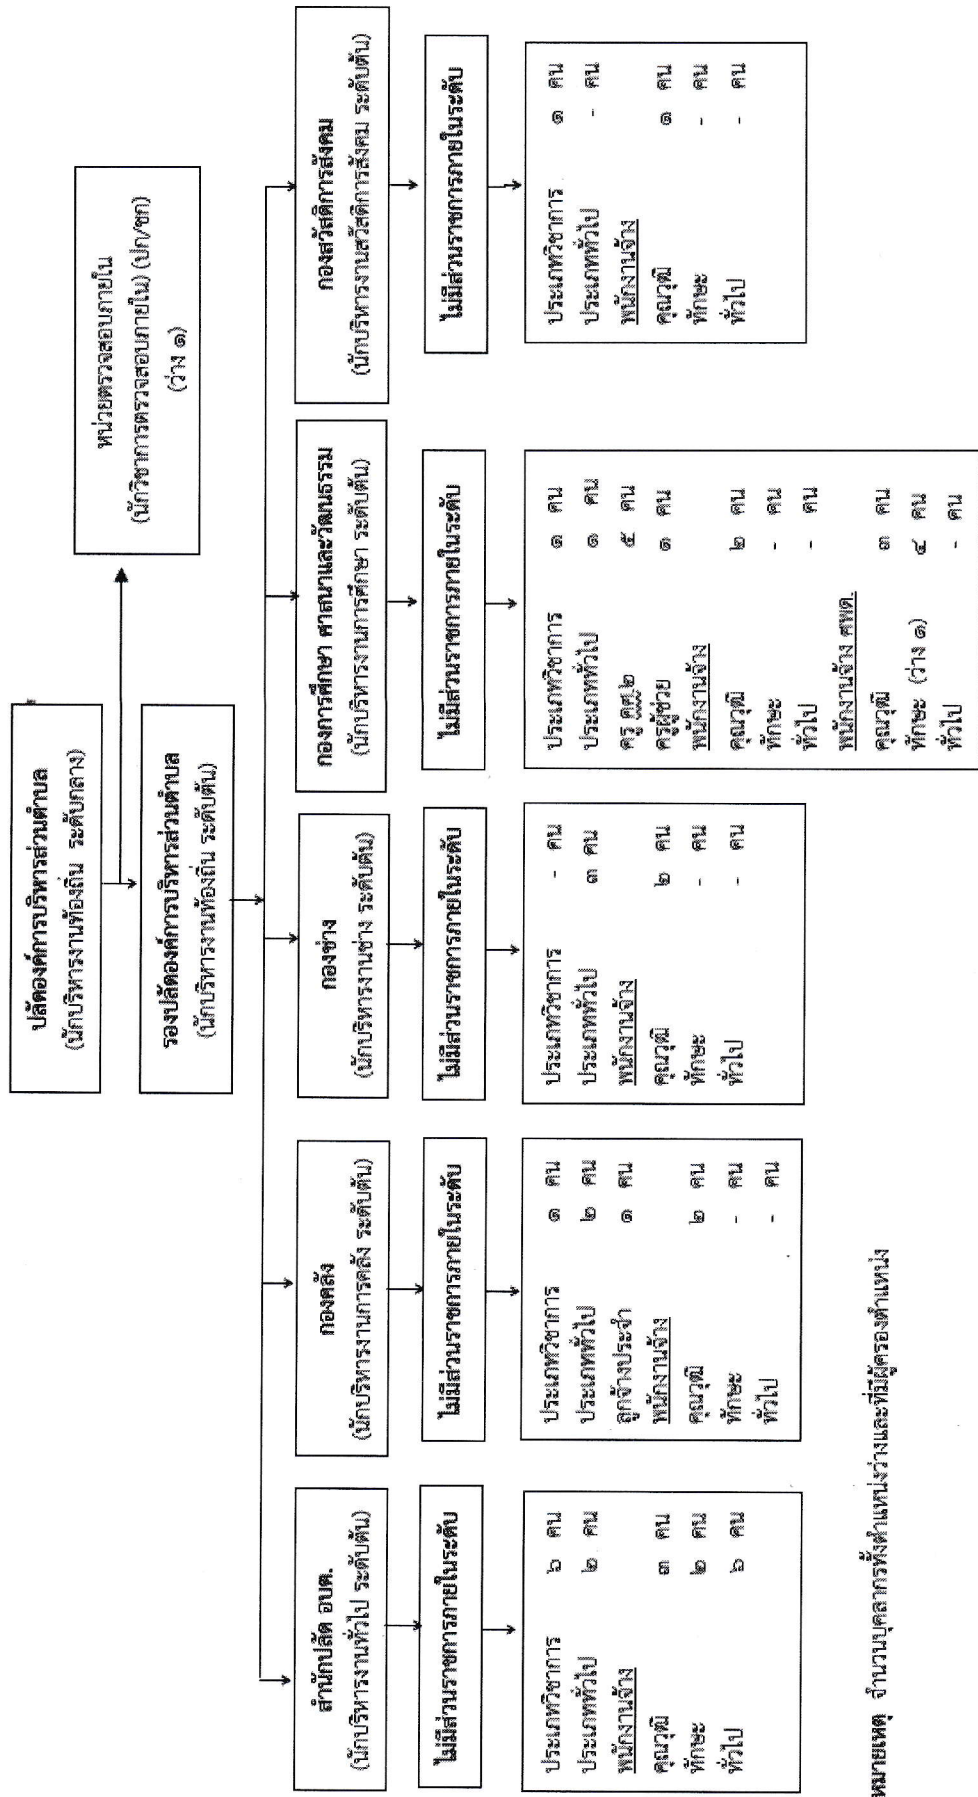 ปลัดองค์การบริหารส่วนตำบล
(นักบริหารงานท้องถิ่น ระดับกลาง)
หน่วยตรวจสอบภายใน
(นักวิชาการตรวจสอบภายใน) (ปก/ชก)
(ว่าง ๑)
รองปลัดองค์การบริหารส่วนตำบล
(นักบริหารงานท้องถิ่น ระดับต้น)
สำนักปลัด อบต.
(นักบริหารงานทั่วไป ระดับต้น)
ไม่มีส่วนราชการภายในระดับ
ประเภทวิชาการ ๖ คน
ประเภททั่วไป ๒ คน
พนักงานจ้าง
คุณวุฒิ ๓ คน
ทักษะ ๒ คน
ทั่วไป ๖ คน
กองคลัง
(นักบริหารงานการคลัง ระดับต้น)
ไม่มีส่วนราชการภายในระดับ
ประเภทวิชาการ ๑ คน
ประเภททั่วไป ๒ คน
ลูกจ้างประจำ ๑ คน
พนักงานจ้าง
คุณวุฒิ ๒ คน
ทักษะ - คน
ทั่วไป - คน
กองช่าง
(นักบริหารงานช่าง ระดับต้น)
ไม่มีส่วนราชการภายในระดับ
ประเภทวิชาการ - คน
ประเภททั่วไป ๓ คน
พนักงานจ้าง
คุณวุฒิ ๒ คน
ทักษะ - คน
ทั่วไป - คน
กองการศึกษา ศาสนาและวัฒนธรรม
(นักบริหารงานการศึกษา ระดับต้น)
ไม่มีส่วนราชการภายในระดับ
ประเภทวิชาการ ๑ คน
ประเภททั่วไป ๑ คน
ครู คศ.๒ ๕ คน
ครูผู้ช่วย ๑ คน
พนักงานจ้าง
คุณวุฒิ ๒ คน
ทักษะ - คน
ทั่วไป - คน
พนักงานจ้าง ศพด.
คุณวุฒิ ๓ คน
ทักษะ (ว่าง ๑) ๔ คน
ทั่วไป - คน
กองสวัสดิการสังคม
(นักบริหารงานสวัสดิการสังคม ระดับต้น)
ไม่มีส่วนราชการภายในระดับ
ประเภทวิชาการ ๑ คน
ประเภททั่วไป - คน
พนักงานจ้าง
คุณวุฒิ ๑ คน
ทักษะ - คน
ทั่วไป - คน
หมายเหตุ จำนวนบุคลากรทั้งตำแหน่งว่างและที่มีผู้ครองตำแหน่ง